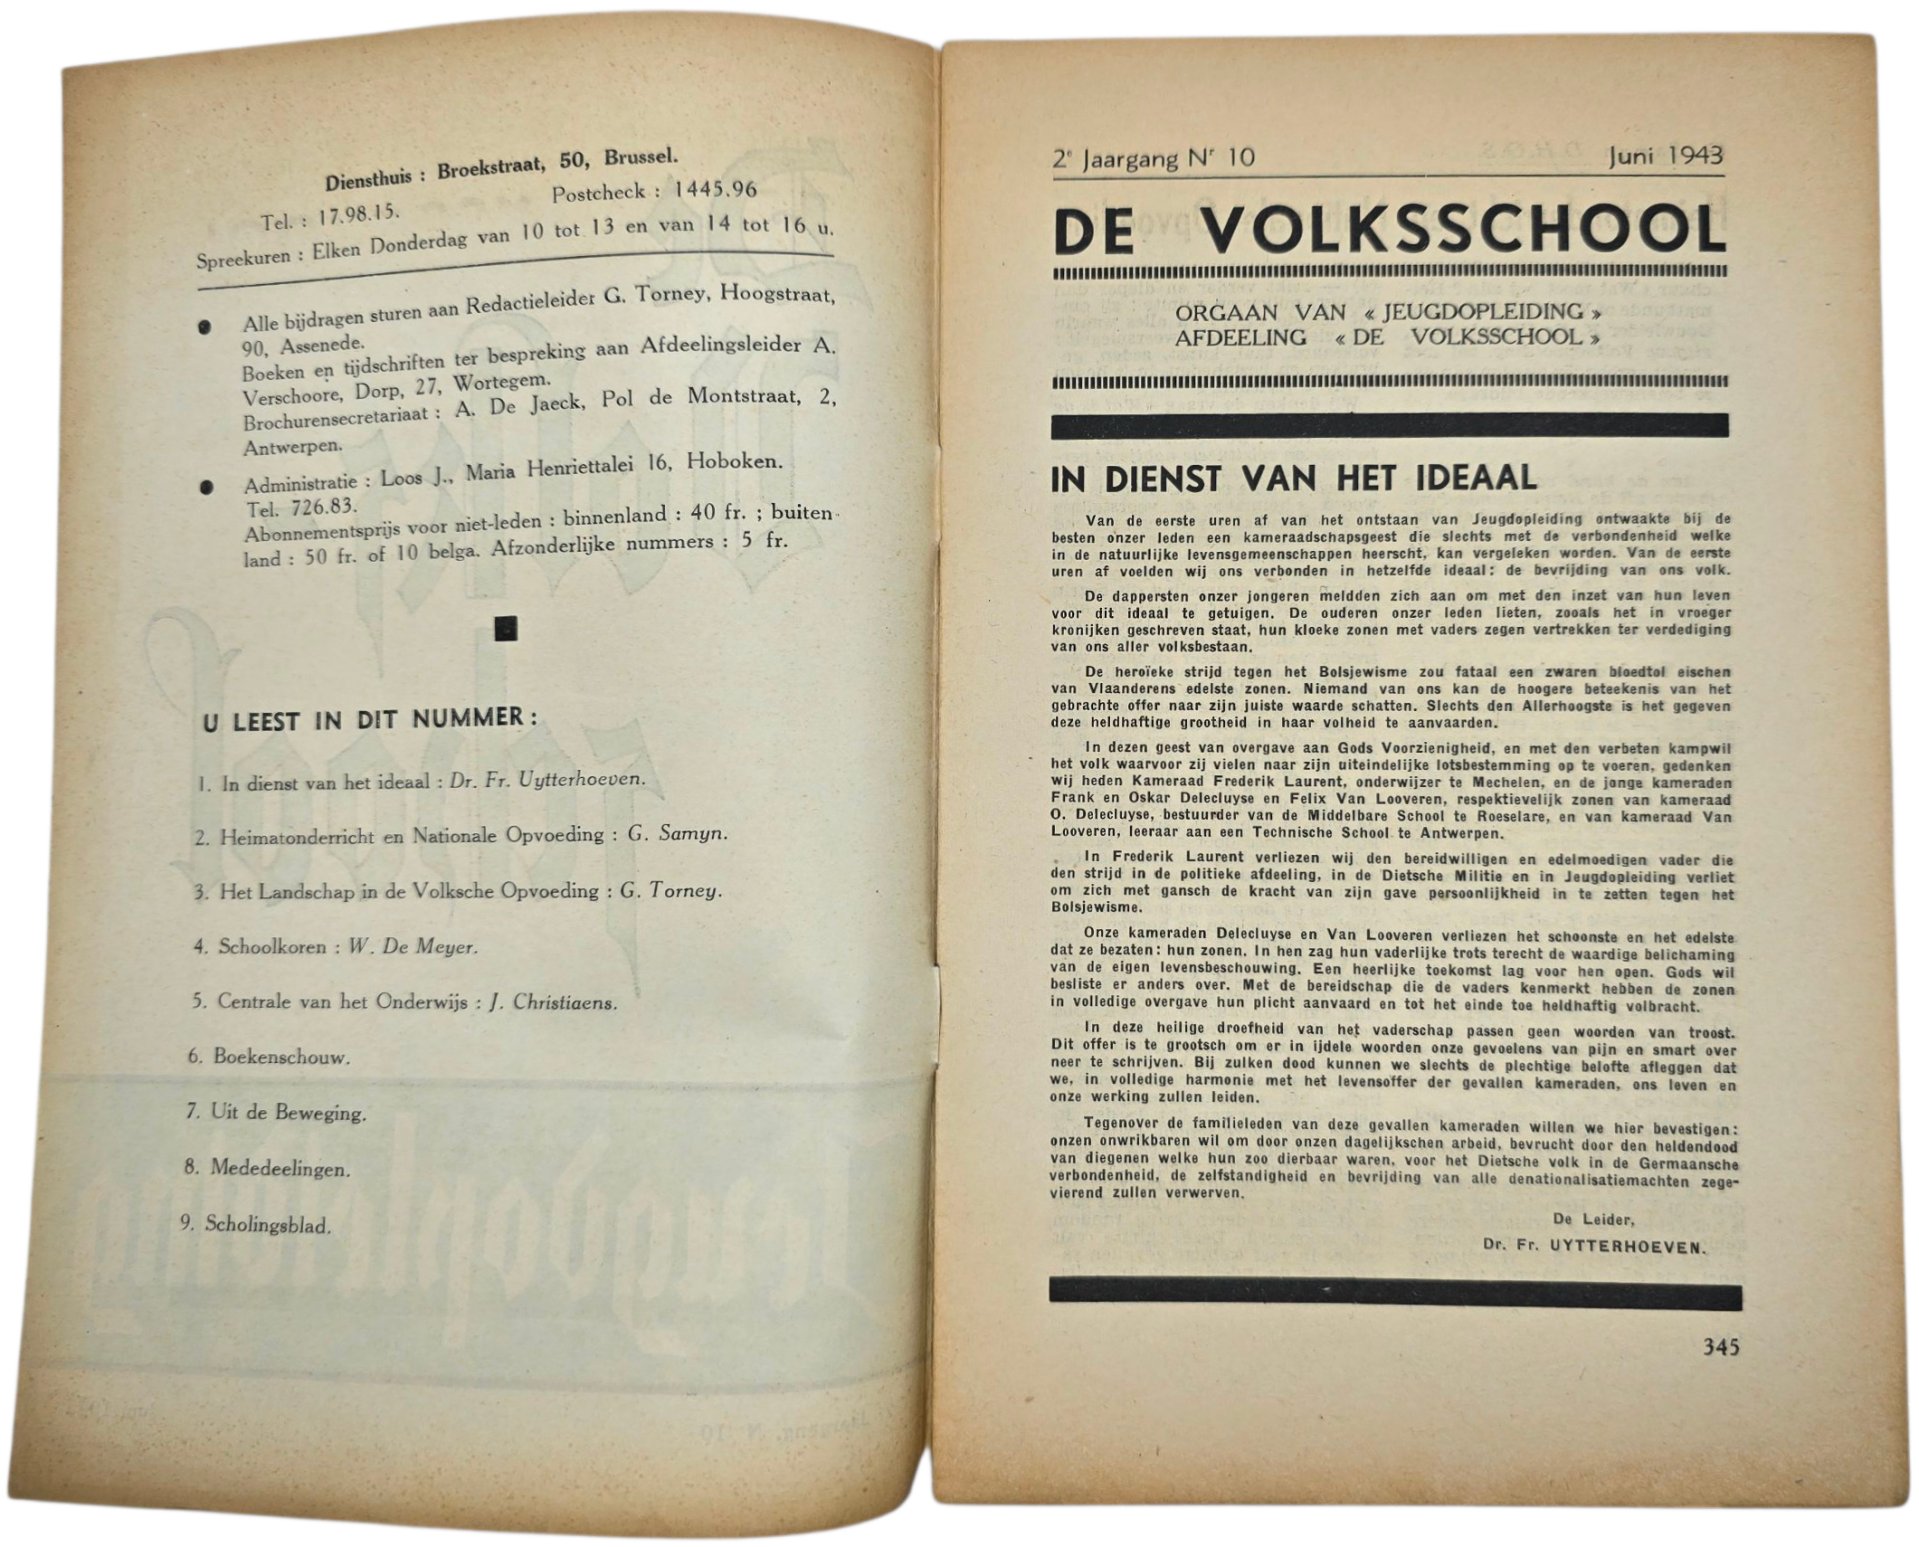 Diensthuis : Broekstraat, 50, Brussel.
Tel. : 17.98.15. Postcheck : 1445.96
Spreekuren : Elken Donderdag van 10 tot 13 en van 14 tot 16 u.
● Alle bijdragen sturen aan Redactieleider G. Torney, Hoogstraat,
90, Assenede.
Boeken en tijdschriften ter bespreking aan Afdeelingsleider A.
Verschoore, Dorp, 27, Wortegem.
Brochurensecretariaat : A. De Jaeck, Pol de Montstraat, 2,
Antwerpen.
● Administratie : Loos J., Maria Henriettalei 16, Hoboken.
Tel. 726.83.
Abonnementsprijs voor niet-leden : binnenland : 40 fr. ; buiten-
land : 50 fr. of 10 belga. Afzonderlijke nummers : 5 fr.
U LEEST IN DIT NUMMER :
1. In dienst van het ideaal : Dr. Fr. Uytterhoeven.
2. Heimatonderricht en Nationale Opvoeding : G. Samyn.
3. Het Landschap in de Volksche Opvoeding : G. Torney.
4. Schoolkoren : W. De Meyer.
5. Centrale van het Onderwijs : J. Christiaens.
6. Boekenschouw.
7. Uit de Beweging.
8. Mededeelingen.
9. Scholingsblad.
2e Jaargang Nr 10 Juni 1943
DE VOLKSSCHOOL
ORGAAN VAN « JEUGDOPLEIDING »
AFDEELING « DE VOLKSSCHOOL »
IN DIENST VAN HET IDEAAL
Van de eerste uren af van het ontstaan van Jeugdopleiding ontwaakte bij de
besten onzer leden een kameraadschapsgeest die slechts met de verbondenheid welke
in de natuurlijke levensgemeenschappen heerscht, kan vergeleken worden. Van de eerste
uren af voelden wij ons verbonden in hetzelfde ideaal : de bevrijding van ons volk.
De dappersten onzer jongeren meldden zich aan om met den inzet van hun leven
voor dit ideaal te getuigen. De ouderen onzer leden lieten, zooals het in vroeger
kronijken geschreven staat, hun kloeke zonen met vaders zegen vertrekken ter verdediging
van ons aller volksbestaan.
De heroïeke strijd tegen het Bolsjewisme zou fataal een zwaren bloedtol eischen
van Vlaanderens edelste zonen. Niemand van ons kan de hoogere beteekenis van het
gebrachte offer naar zijn juiste waarde schatten. Slechts den Allerhoogste is het gegeven
deze heldhaftige grootheid in haar volheid te aanvaarden.
In dezen geest van overgave aan Gods Voorzienigheid, en met den verbeten kampwil
het volk waarvoor zij vielen naar zijn uiteindelijke lotsbestemming op te voeren, gedenken
wij heden Kameraad Frederik Laurent, onderwijzer te Mechelen, en de jonge kameraden
Frank en Oskar Delecluyse en Felix Van Looveren, respektievelijk zonen van kameraad
O. Delecluyse, bestuurder van de Middelbare School te Roeselare, en van kameraad Van
Looveren, leeraar aan een Technische School te Antwerpen.
In Frederik Laurent verliezen wij den bereidwilligen en edelmoedigen vader die
den strijd in de politieke afdeeling, in de Dietsche Militie en in Jeugdopleiding verliet
om zich met gansch de kracht van zijn gave persoonlijkheid in te zetten tegen het
Bolsjewisme.
Onze kameraden Delecluyse en Van Looveren verliezen het schoonste en het edelste
dat ze bezaten : hun zonen. In hen zag hun vaderlijke trots terecht de waardige belichaming
van de eigen levensbeschouwing. Een heerlijke toekomst lag voor hen open. Gods wil
besliste er anders over. Met de bereidschap die de vaders kenmerkt hebben de zonen
in volledige overgave hun plicht aanvaard en tot het einde toe heldhaftig volbracht.
In deze heilige droefheid van het vaderschap passen geen woorden van troost.
Dit offer is te grootsch om er in ijdele woorden onze gevoelens van pijn en smart over
neer te schrijven. Bij zulken dood kunnen we slechts de plechtige belofte afleggen dat
we, in volledige harmonie met het levensoffer der gevallen kameraden, ons leven en
onze werking zullen leiden.
Tegenover de familieleden van deze gevallen kameraden willen we hier bevestigen :
onzen onwrikbaren wil om door onzen dagelijkschen arbeid, bevrucht door den heldendood
van diegenen welke hun zoo dierbaar waren, voor het Dietsche volk in de Germaansche
verbondenheid, de zelfstandigheid en bevrijding van alle denationalisatiemachten zege-
vierend zullen verwerven.
De Leider,
Dr. Fr. UYTTERHOEVEN.
345